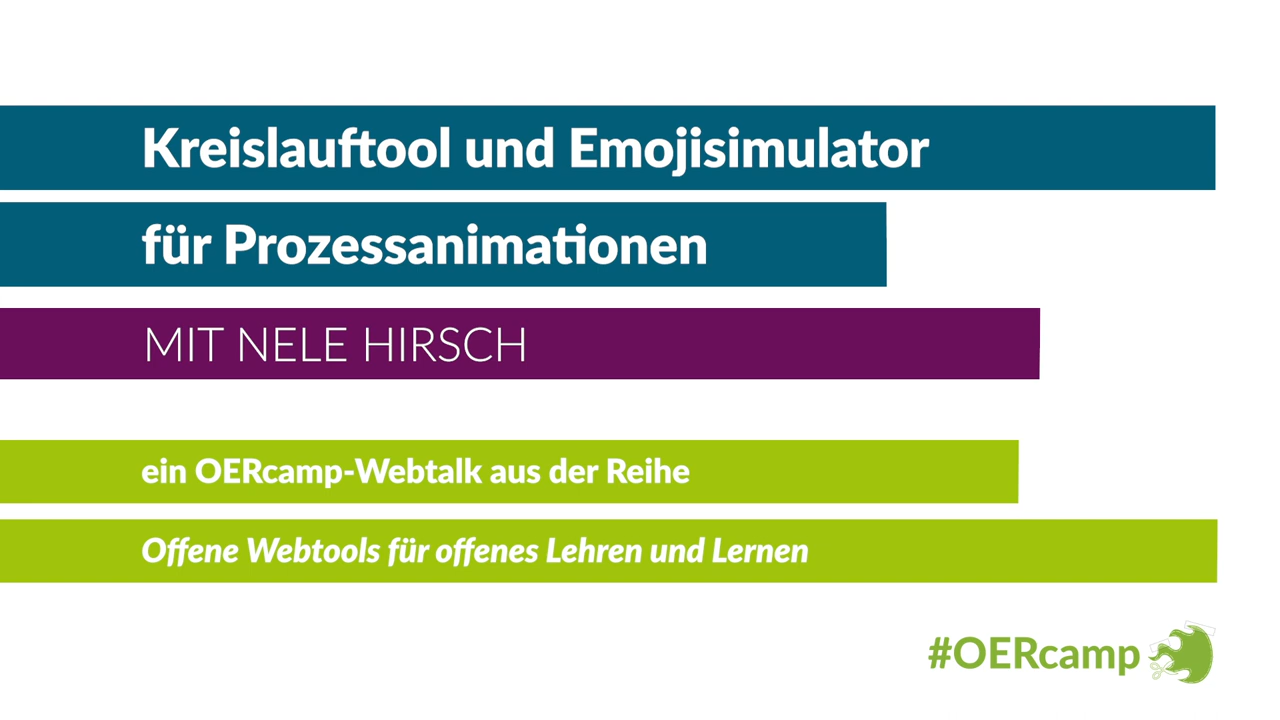 Kreislauftool und Emojisimulator
für Prozessanimationen
MIT NELE HIRSCH
ein OERcamp-Webtalk aus der Reihe
Offene Webtools für offenes Lehren und Lernen
#OERcamp